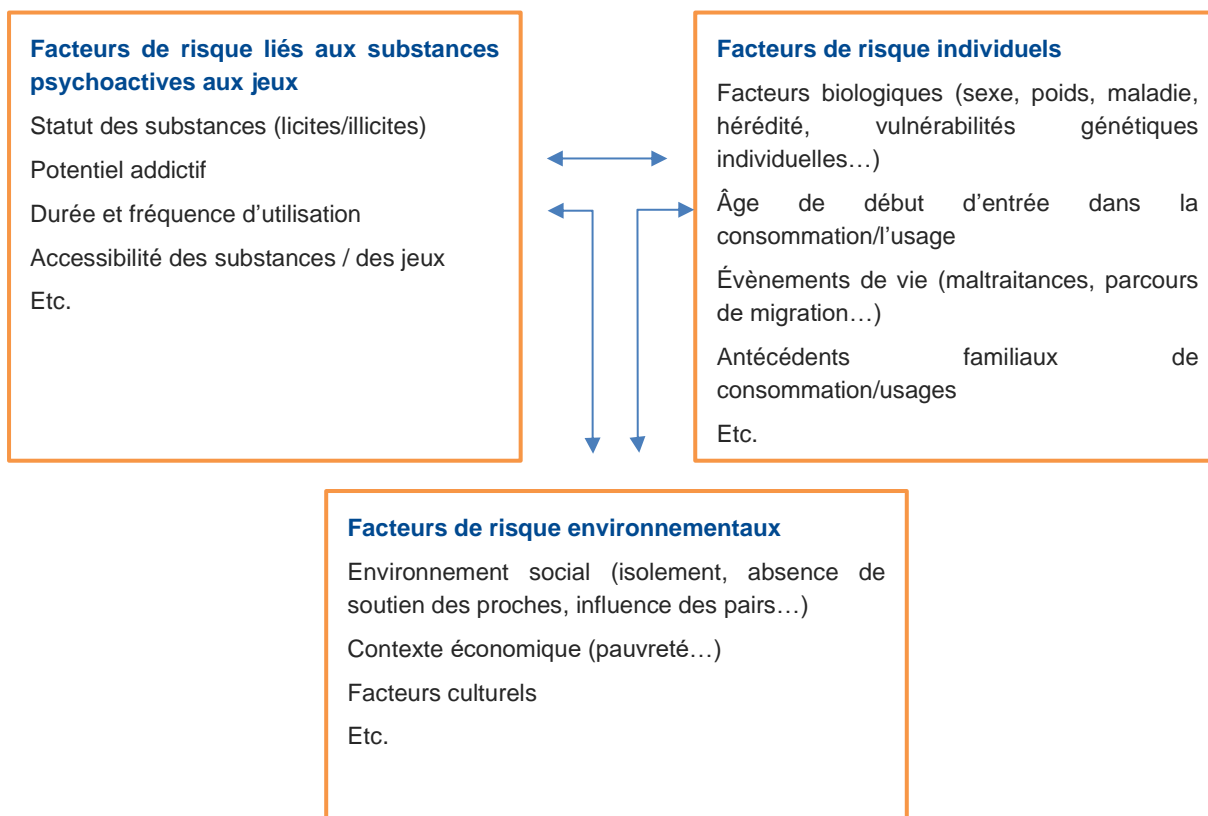 Facteurs de risque liés aux substances
psychoactives aux jeux
Statut des substances (licites/illicites)
Potentiel addictif
Durée et fréquence d'utilisation
Accessibilité des substances / des jeux
Etc.
Facteurs de risque individuels
Facteurs biologiques (sexe, poids, maladie,
hérédité, vulnérabilités génétiques
individuelles…)
Âge de début d'entrée dans la
consommation/l'usage
Évènements de vie (maltraitances, parcours
de migration…)
Antécédents familiaux de
consommation/usages
Etc.
Facteurs de risque environnementaux
Environnement social (isolement, absence de
soutien des proches, influence des pairs…)
Contexte économique (pauvreté…)
Facteurs culturels
Etc.